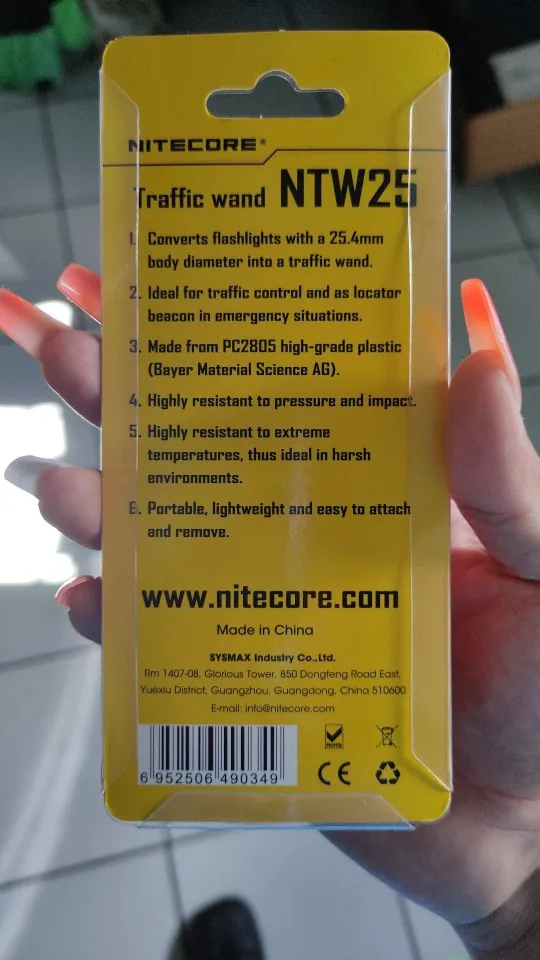 NITECORE®
Traffic wand NTW25
1. Converts flashlights with a 25.4mm
body diameter into a traffic wand.
2. Ideal for traffic control and as locator
beacon in emergency situations.
3. Made from PC2805 high-grade plastic
(Bayer Material Science AG).
4. Highly resistant to pressure and impact.
5. Highly resistant to extreme
temperatures, thus ideal in harsh
environments.
6. Portable, lightweight and easy to attach
and remove.
www.nitecore.com
Made in China
SYSMAX Industry Co.,Ltd.
Rm 1407-08, Glorious Tower, 850 Dongfeng Road East,
Yuexiu District, Guangzhou, Guangdong, China 510600
E-mail: info@nitecore.com
RoHS
CE
6 952506 490349